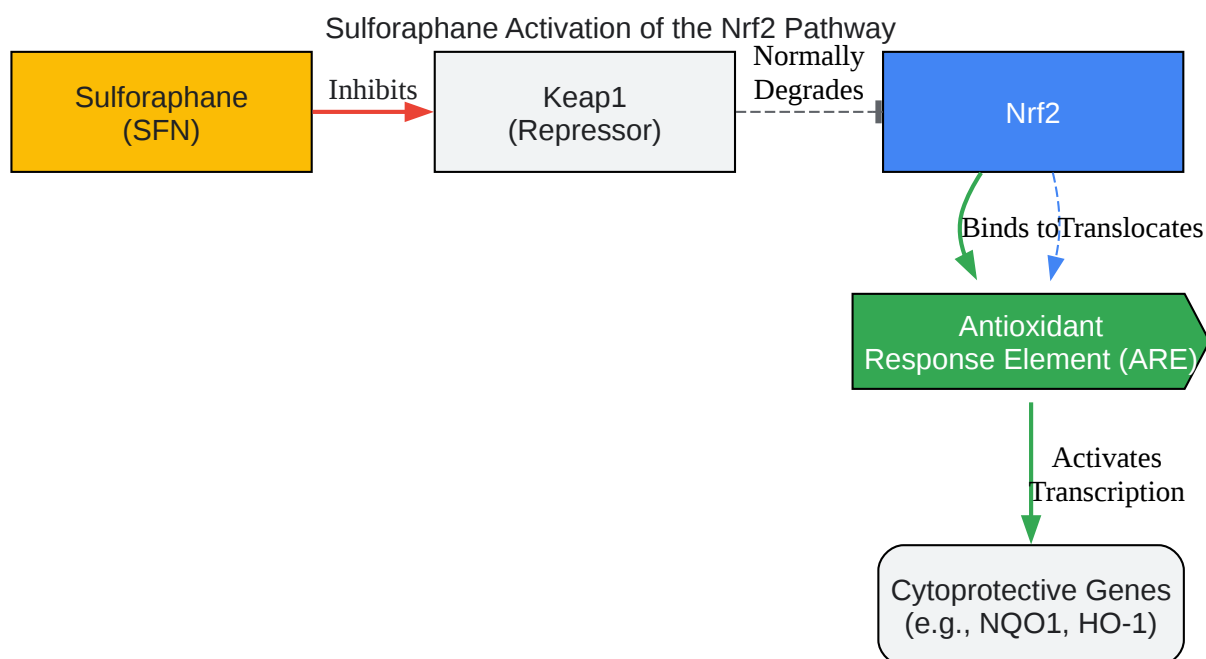 Sulforaphane Activation of the Nrf2 Pathway
Sulforaphane
(SFN)
Inhibits
Keap1
(Repressor)
Normally
Degrades
Nrf2
Binds to
Translocates
Antioxidant
Response Element (ARE)
Activates
Transcription
Cytoprotective Genes
(e.g., NQO1, HO-1)